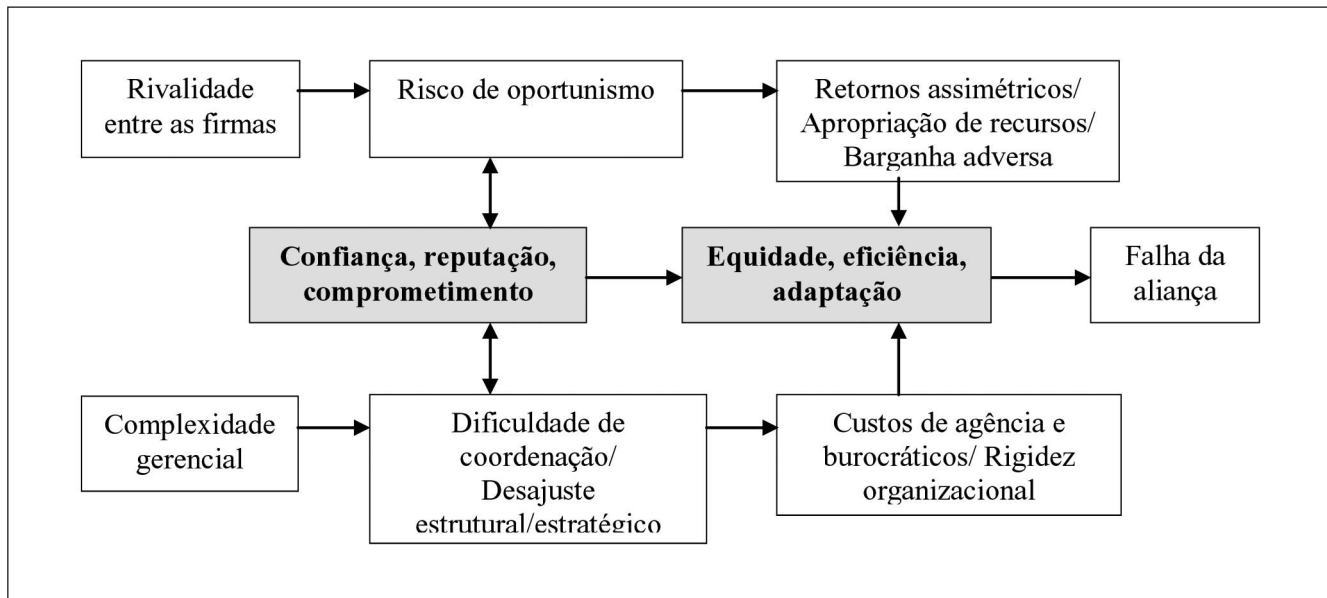 Rivalidade
entre as firmas
Risco de oportunismo
Retornos assimétricos/
Apropriação de recursos/
Barganha adversa
Confiança, reputação,
comprometimento
Equidade, eficiência,
adaptação
Falha da
aliança
Complexidade
gerencial
Dificuldade de
coordenação/
Desajuste
estrutural/estratégico
Custos de agência e
burocráticos/ Rigidez
organizacional